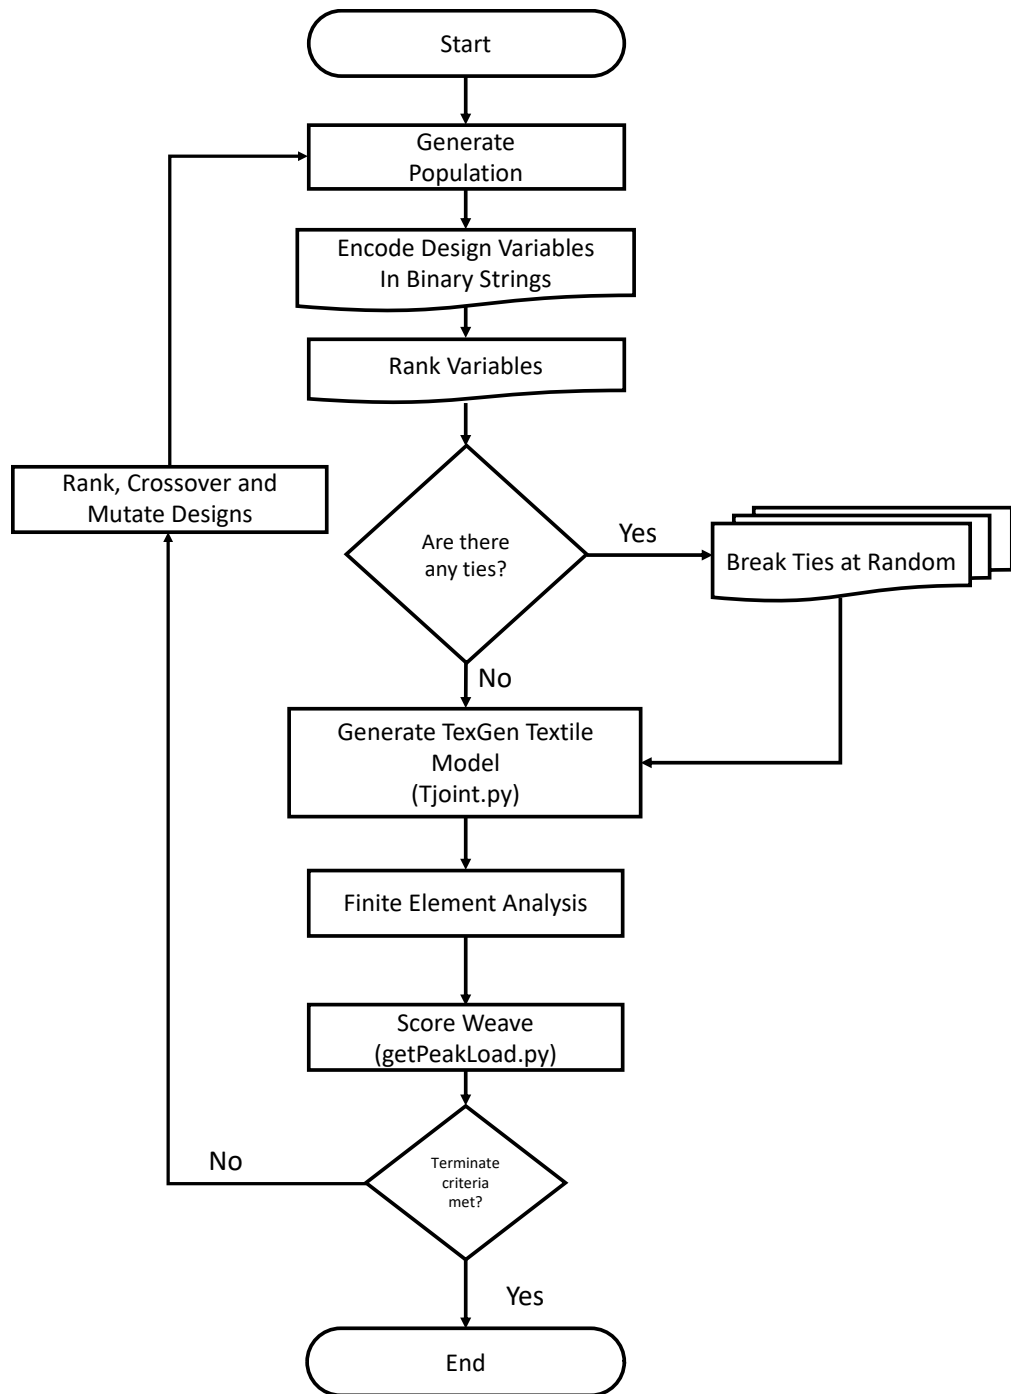 Start
Generate
Population
Encode Design Variables
In Binary Strings
Rank Variables
Rank, Crossover and
Mutate Designs
Are there
any ties?
Yes
Break Ties at Random
No
Generate TexGen Textile
Model
(Tjoint.py)
Finite Element Analysis
Score Weave
(getPeakLoad.py)
No
Terminate
criteria
met?
Yes
End